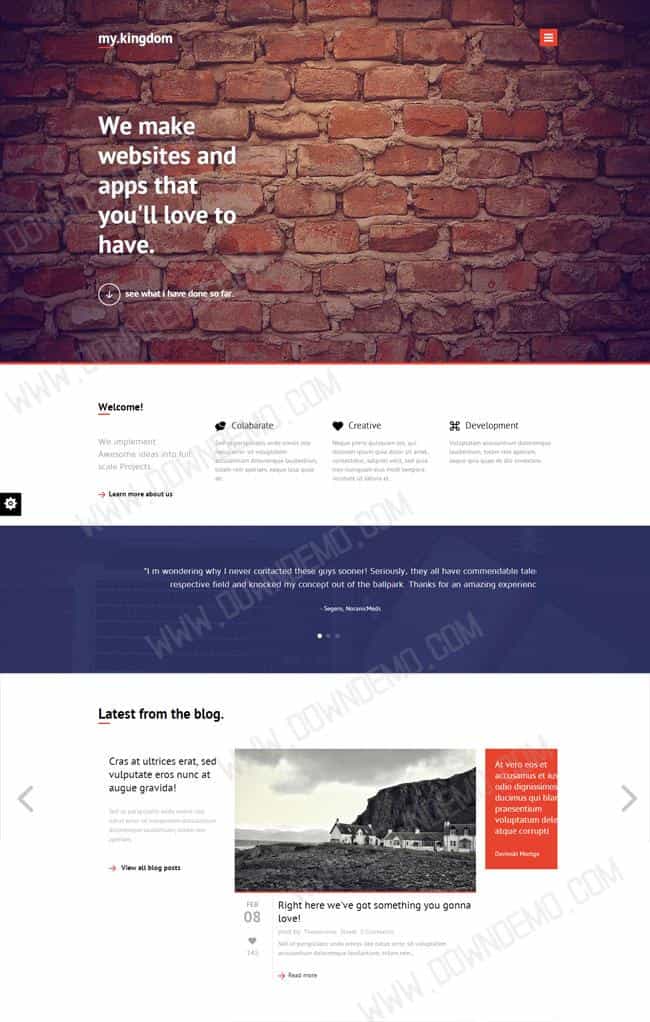 my.kingdom
We make
websites and
apps that
you'll love to
have.
see what i have done so far.
Welcome!
We implement
Awesome ideas into full
scale Projects.
Learn more about us
Colabarate
Sed ut perspiciatis unde omnis iste
natus error sit voluptatem
accusantium doloremque laudantium,
totam rem aperiam, eaque ipsa quae
ab.
Creative
Neque porro quisquam est, qui
dolorem ipsum quia dolor sit amet,
consectetur, adipisci velit, sed quia
non numquam eius modi tempora
incidunt ut labore et.
Development
Voluptatem accusantium doloremque
laudantium, totam rem aperiam,
eaque ipsa quae ab illo inventore.
"I m wondering why I never contacted these guys sooner! Seriously, they all have commendable tale
respective field and knocked my concept out of the ballpark. Thanks for an amazing experienc
- Segero, NoranicMeds
Latest from the blog.
Cras at ultrices erat, sed
vulputate eros nunc at
augue gravida!
Sed ut perspiciatis unde omnis iste
natus error sit voluptatem accusantium
doloremque laudantium, totam rem
aperiam.
View all blog posts
FEB
08
145
Right here we've got something you gonna
love!
post by
2 Comments
Sed ut perspiciatis unde omnis iste natus error sit voluptatem
accusantium doloremque laudantium, totam rem...
Read more
At vero eos et
accusamus et ius
odio dignissimos
ducimus qui blan
praesentium
voluptatum dele
atque corrupti
WWW.DOWNDEMO.COM
WWW.DOWNDEMO.COM
WWW.DOWNDEMO.COM
WWW.DOWNDEMO.COM
WWW.DOWNDEMO.COM